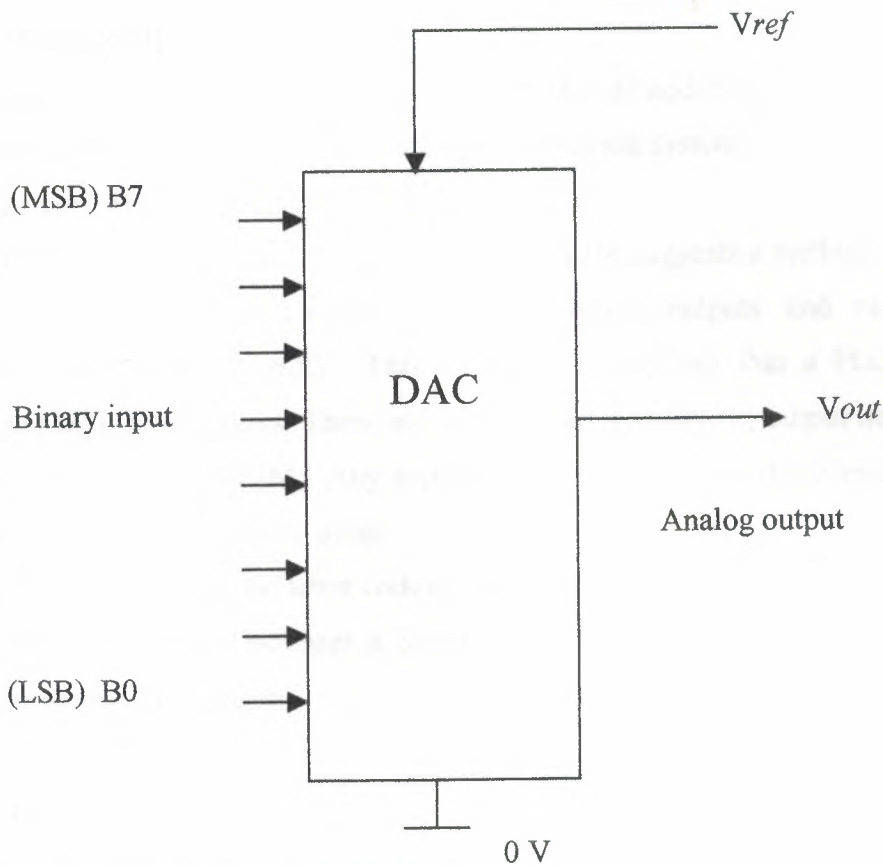 Vref
(MSB) B7
DAC
Binary input
Vout
Analog output
(LSB) B0
0 V